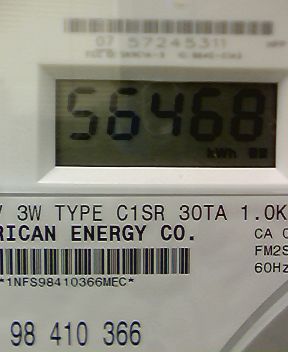 07 57245311
56468
kWh
3W TYPE C1SR 30TA 1.0K
RICAN ENERGY CO.
CA
FM2S
60Hz
*1NFS98410366MEC*
98 410 366